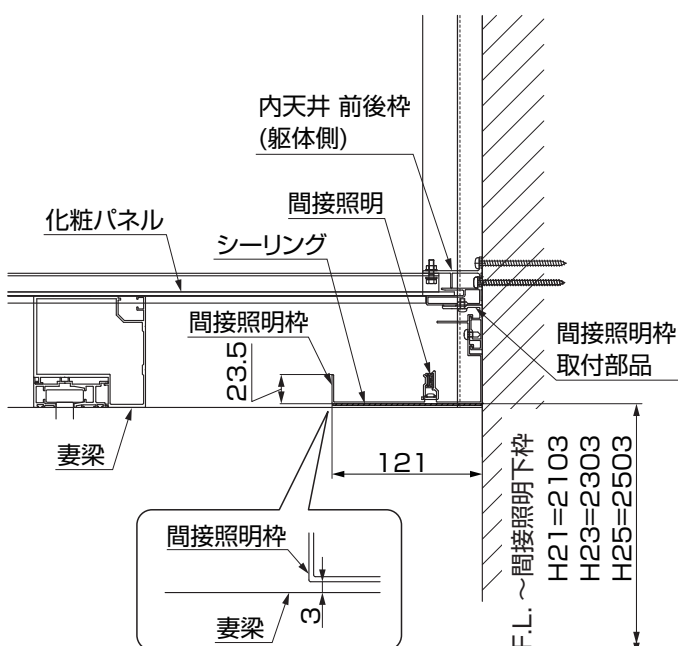 内天井 前後枠
(躯体側)
間接照明
化粧パネル
シーリング
間接照明枠
23.5
間接照明枠
取付部品
妻梁
121
間接照明枠
妻梁
3
F.L. ~間接照明下枠
H21=2103
H23=2303
H25=2503